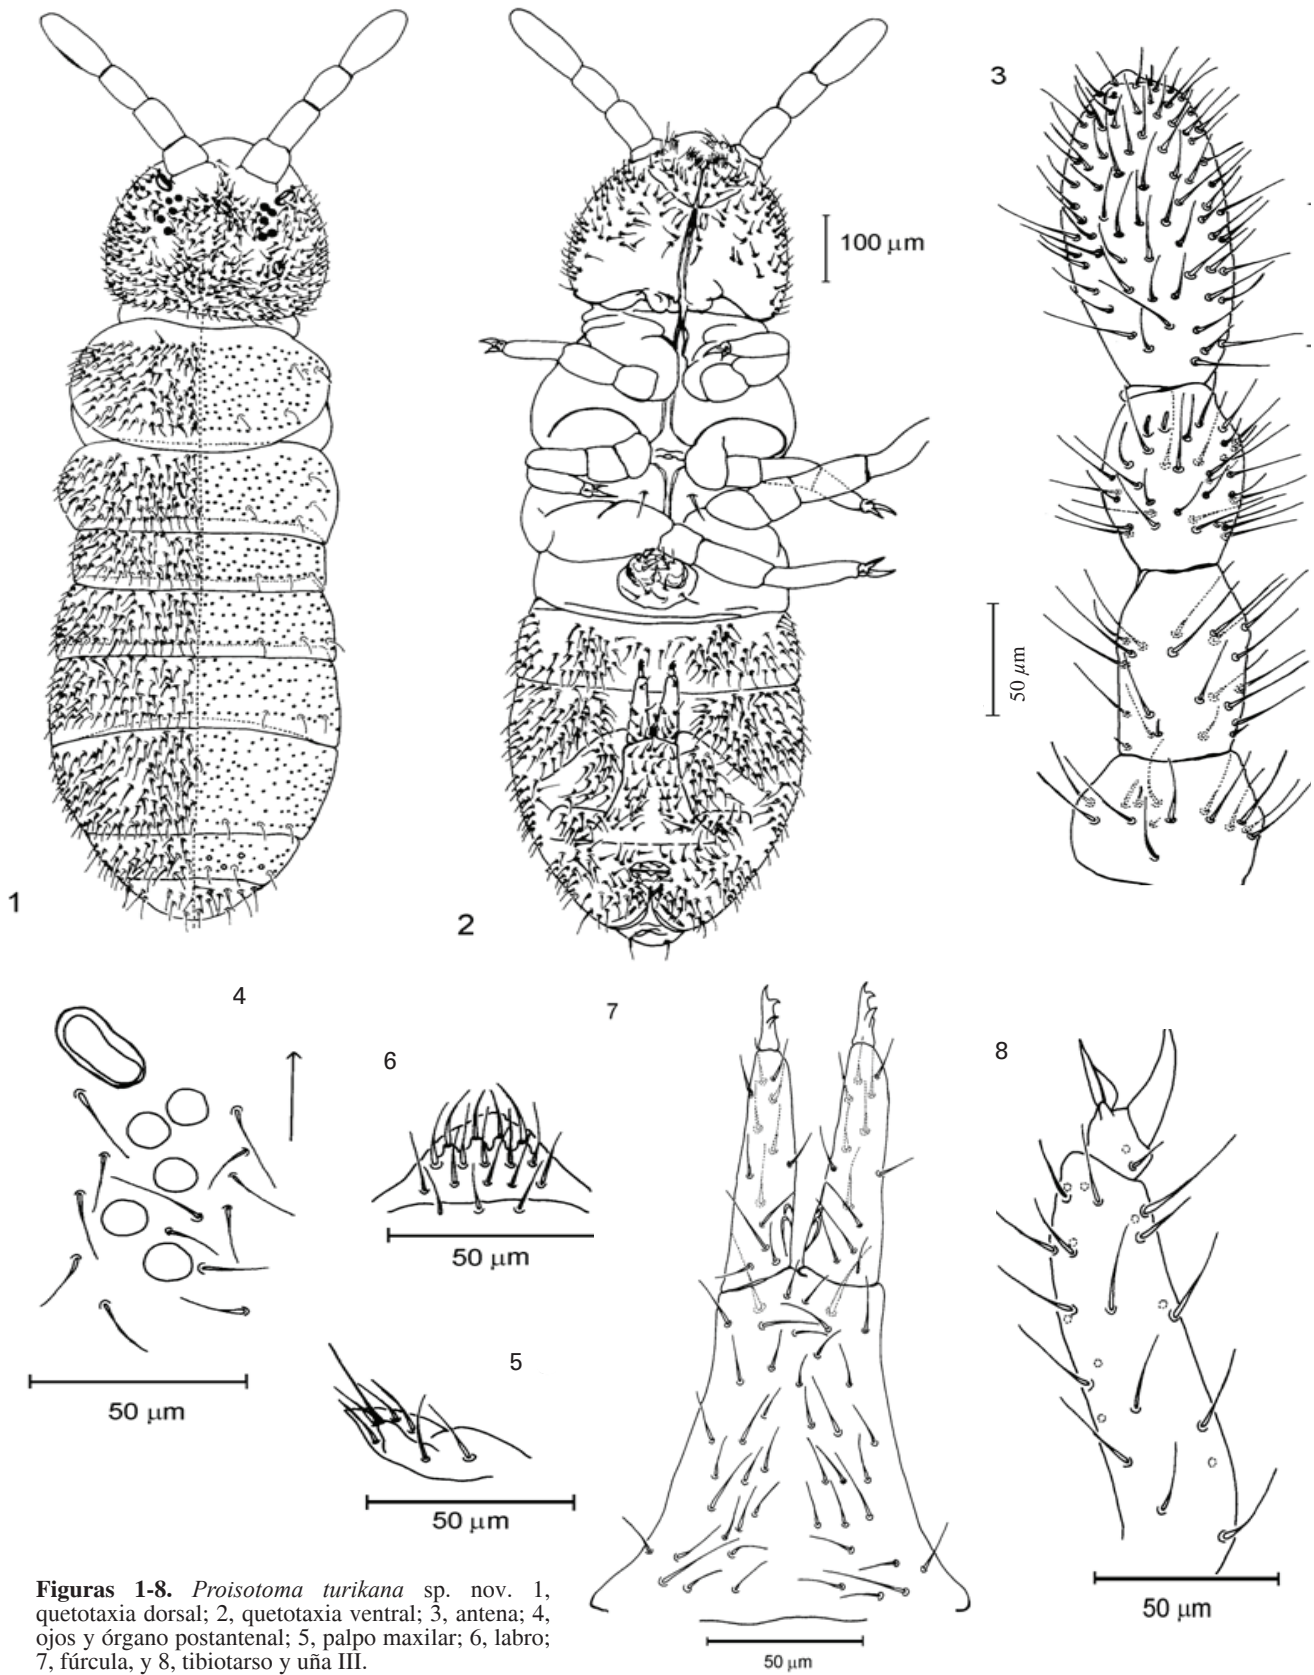 3
100 μm
50 μm
1
2
4
7
6
8
50 μm
5
50 μm
50 μm
50 μm
50 μm
Figuras 1-8. Proisotoma turikana sp. nov. 1,
quetotaxia dorsal; 2, quetotaxia ventral; 3, antena; 4,
ojos y órgano postantenal; 5, palpo maxilar; 6, labro;
7, fúrcula, y 8, tibiotarso y uña III.